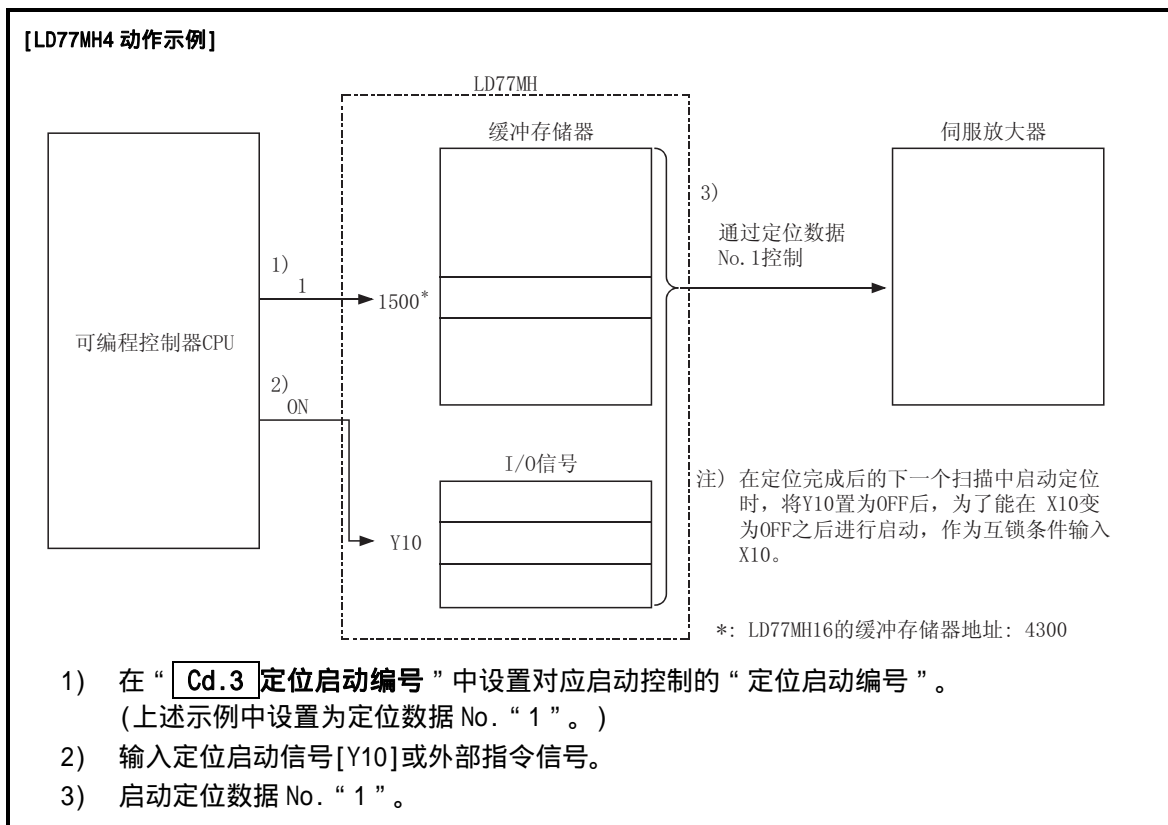 [LD77MH4 动作示例]
LD77MH
缓冲存储器
伺服放大器
3)
通过定位数据
No.1控制
1)
1
1500*
可编程控制器CPU
2)
ON
I/O信号
Y10
注) 在定位完成后的下一个扫描中启动定位
时，将Y10置为OFF后，为了能在 X10变
为OFF之后进行启动，作为互锁条件输入
X10。
*: LD77MH16的缓冲存储器地址: 4300
1) 在“ Cd.3 定位启动编号 ”中设置对应启动控制的“ 定位启动编号 ”。
(上述示例中设置为定位数据 No. “ 1 ” 。)
2) 输入定位启动信号[Y10]或外部指令信号。
3) 启动定位数据 No. “ 1 ” 。